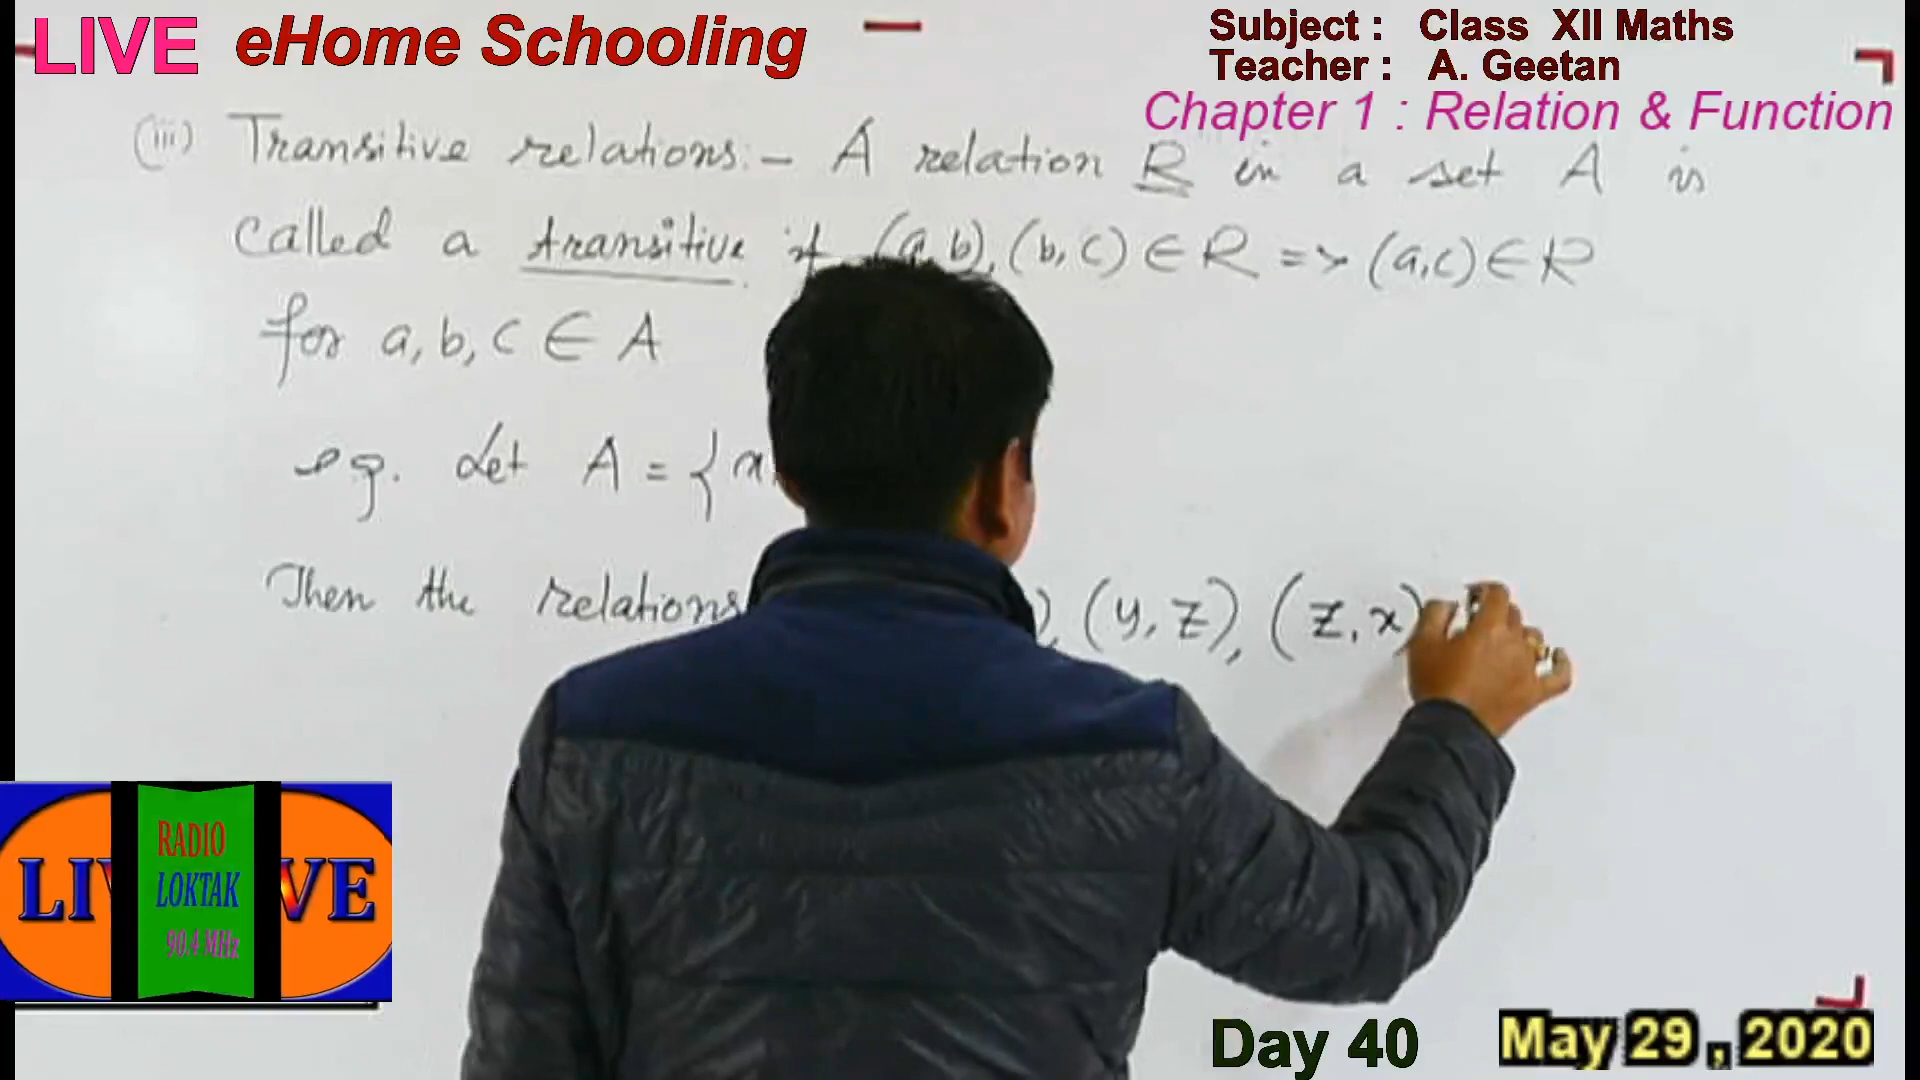 LIVE eHome Schooling
Subject : Class XII Maths
Teacher : A. Geetan
Chapter 1 : Relation & Function
(iii) Transitive relations:- A relation R in a set A is
called a transitive if (a,b), (b,c) ∈ R => (a,c) ∈ R
for a, b, c ∈ A
e.g. Let A = { x,
Then the relations ), (y, z), (z, x)
LI VE
RADIO
LOKTAK
90.4 MHz
Day 40
May 29 , 2020